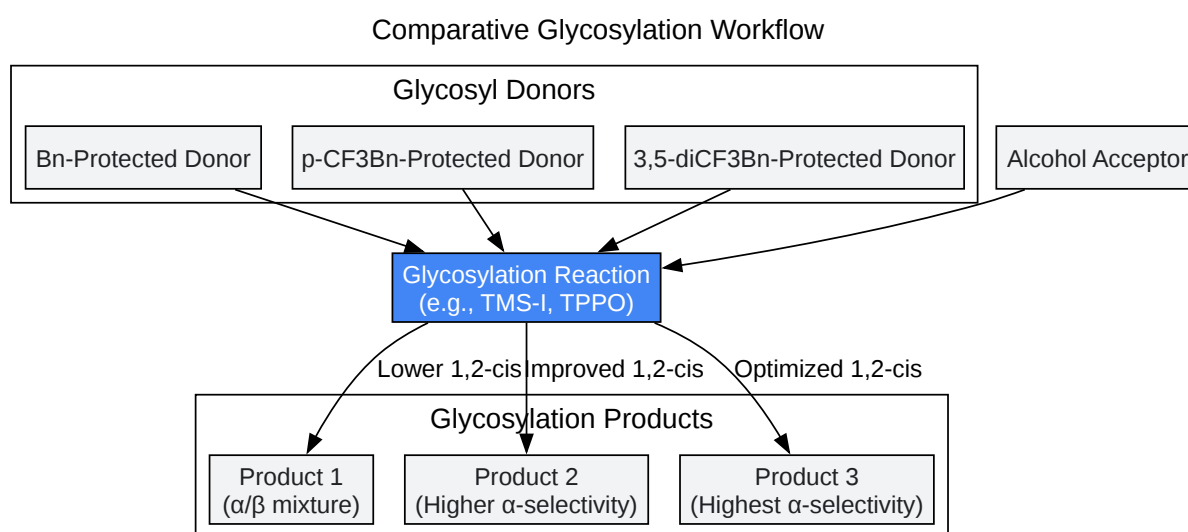 Comparative Glycosylation Workflow
Glycosyl Donors
Bn-Protected Donor
p-CF3Bn-Protected Donor
3,5-diCF3Bn-Protected Donor
Alcohol Acceptor
Glycosylation Reaction
(e.g., TMS-I, TPPO)
Lower 1,2-cis
Improved 1,2-cis
Optimized 1,2-cis
Glycosylation Products
Product 1
(α/β mixture)
Product 2
(Higher α-selectivity)
Product 3
(Highest α-selectivity)